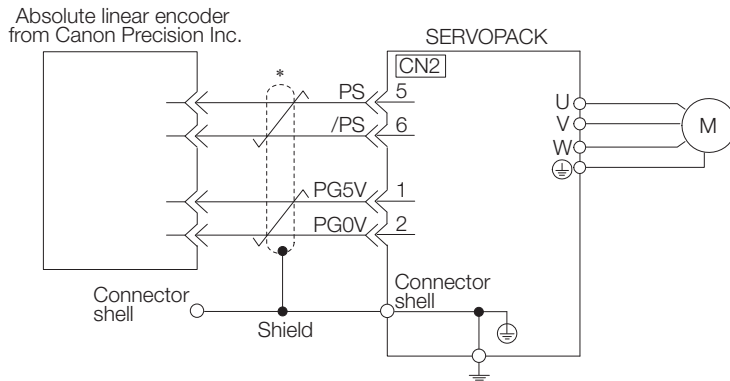 Absolute linear encoder
from Canon Precision Inc.
SERVOPACK
CN2
*
PS 5
/PS 6
PG5V 1
PG0V 2
U
V
W
M
Connector
shell
Shield
Connector
shell